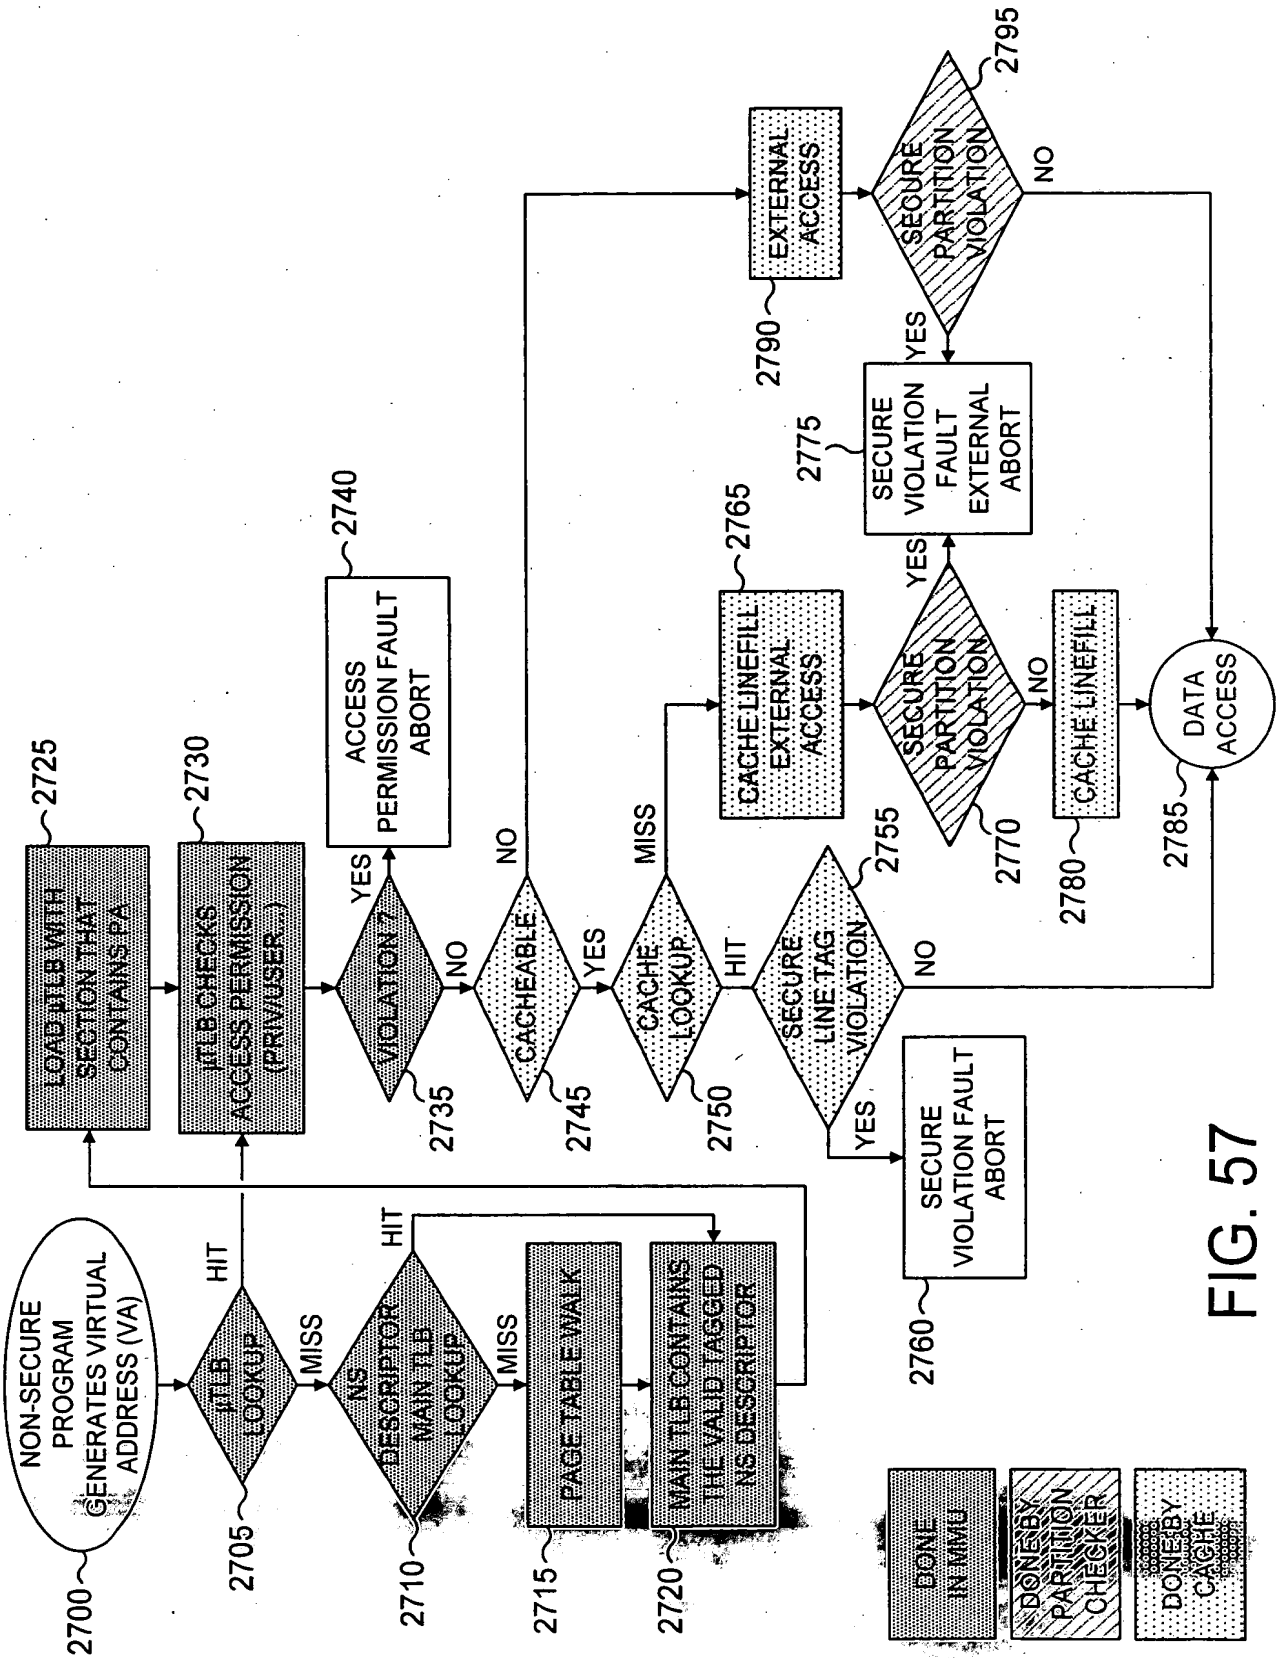 NON-SECURE
PROGRAM
GENERATES VIRTUAL
ADDRESS (VA)
2700
µTLB
LOOKUP
2705
HIT
MISS
NS
DESCRIPTOR
MAIN TLB
LOOKUP
2710
HIT
MISS
PAGE TABLE WALK
2715
MAIN TLB CONTAINS
THE VALID TAGGED
NS DESCRIPTOR
2720
LOAD µTLB WITH
SECTION THAT
CONTAINS PA
2725
µTLB CHECKS
ACCESS PERMISSION
(PRIV/USER...)
2730
VIOLATION ?
2735
YES
NO
ACCESS
PERMISSION FAULT
ABORT
2740
CACHEABLE
2745
NO
YES
CACHE
LOOKUP
2750
MISS
HIT
SECURE
LINE TAG
VIOLATION
2755
YES
NO
SECURE
VIOLATION FAULT
ABORT
2760
CACHE LINEFILL
EXTERNAL
ACCESS
2765
SECURE
PARTITION
VIOLATION
2770
YES
NO
SECURE
VIOLATION
FAULT
EXTERNAL
ABORT
2775
CACHE LINEFILL
2780
DATA
ACCESS
2785
EXTERNAL
ACCESS
2790
SECURE
PARTITION
VIOLATION
2795
YES
NO
DONE
IN MMU
DONE BY
PARTITION
CHECKER
DONE BY
CACHE
FIG. 57